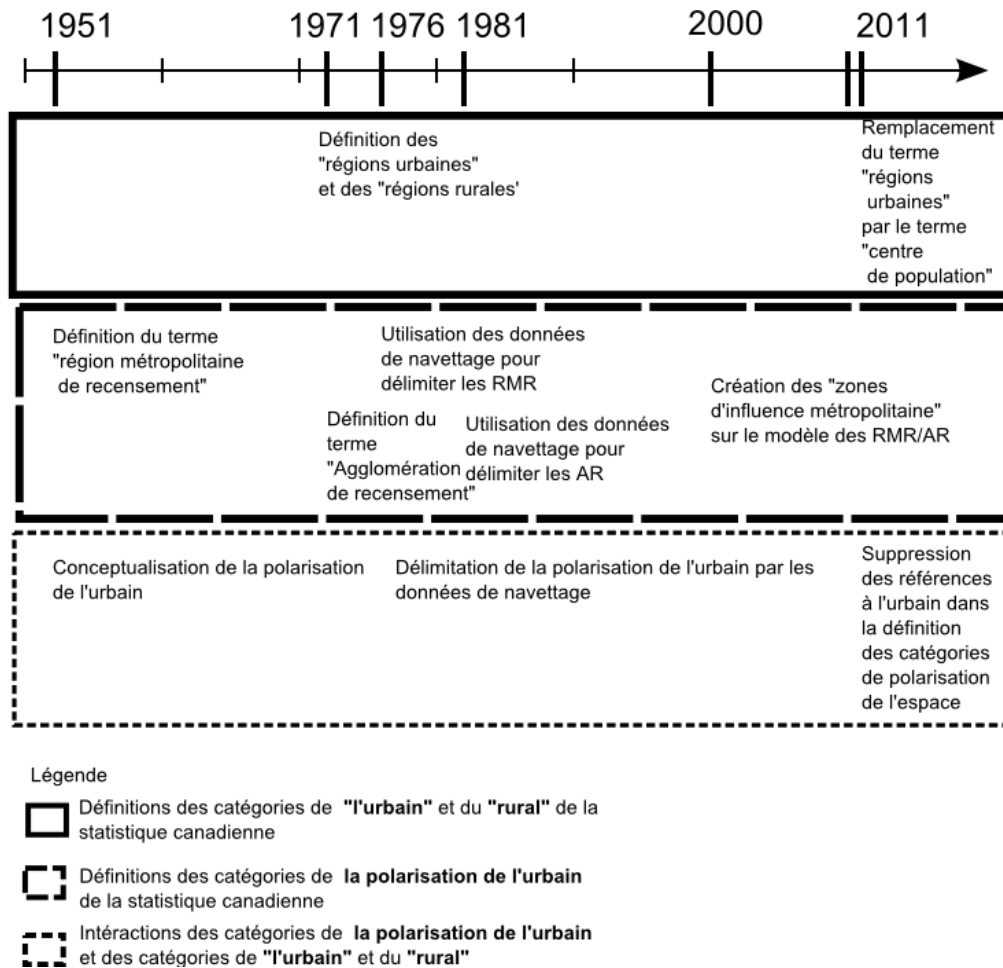 1951
1971
1976
1981
2000
2011
Définition des
"régions urbaines"
et des "régions rurales'
Remplacement
du terme
"régions
urbaines"
par le terme
"centre
de population"
Définition du terme
"région métropolitaine
de recensement"
Utilisation des données
de navettage pour
délimiter les RMR
Définition du
terme
"Agglomération
de recensement"
Utilisation des données
de navettage pour
délimiter les AR
Création des "zones
d'influence métropolitaine"
sur le modèle des RMR/AR
Conceptualisation de la polarisation
de l'urbain
Délimitation de la polarisation de l'urbain par les
données de navettage
Suppression
des références
à l'urbain dans
la définition
des catégories
de polarisation
de l'espace
Légende
Définitions des catégories de "l'urbain" et du "rural" de la
statistique canadienne
Définitions des catégories de la polarisation de l'urbain
de la statistique canadienne
Intéractions des catégories de la polarisation de l'urbain
et des catégories de "l'urbain" et du "rural"